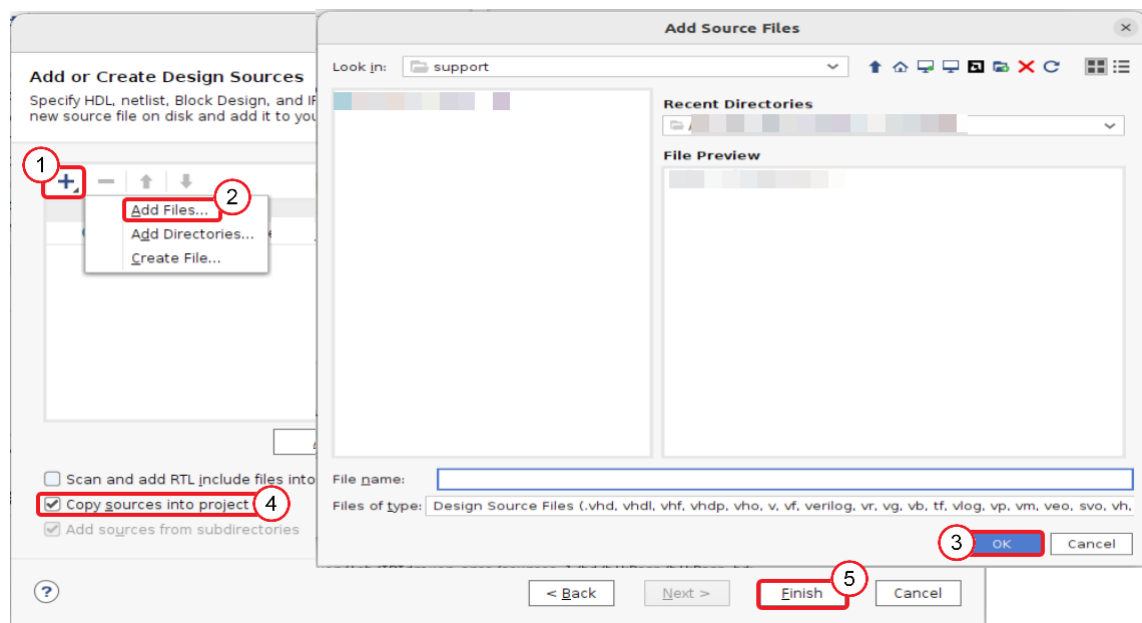 Add Source Files
Look in: support
Add or Create Design Sources
Specify HDL, netlist, Block Design, and
new source file on disk and add it to
1
2
Add Files...
Add Directories...
Create File...
Recent Directories
File Preview
Scan and add RTL include files into
Copy sources into project
4
Add sources from subdirectories
File name:
Files of type: Design Source Files (.vhd, vhdl, vhf, vhdp, vho, v, vf, verilog, vr, vg, vb, tf, vlog, vp, vm, veo, svo, vh,
3
OK
Cancel
5
?
< Back
Next >
Finish
Cancel